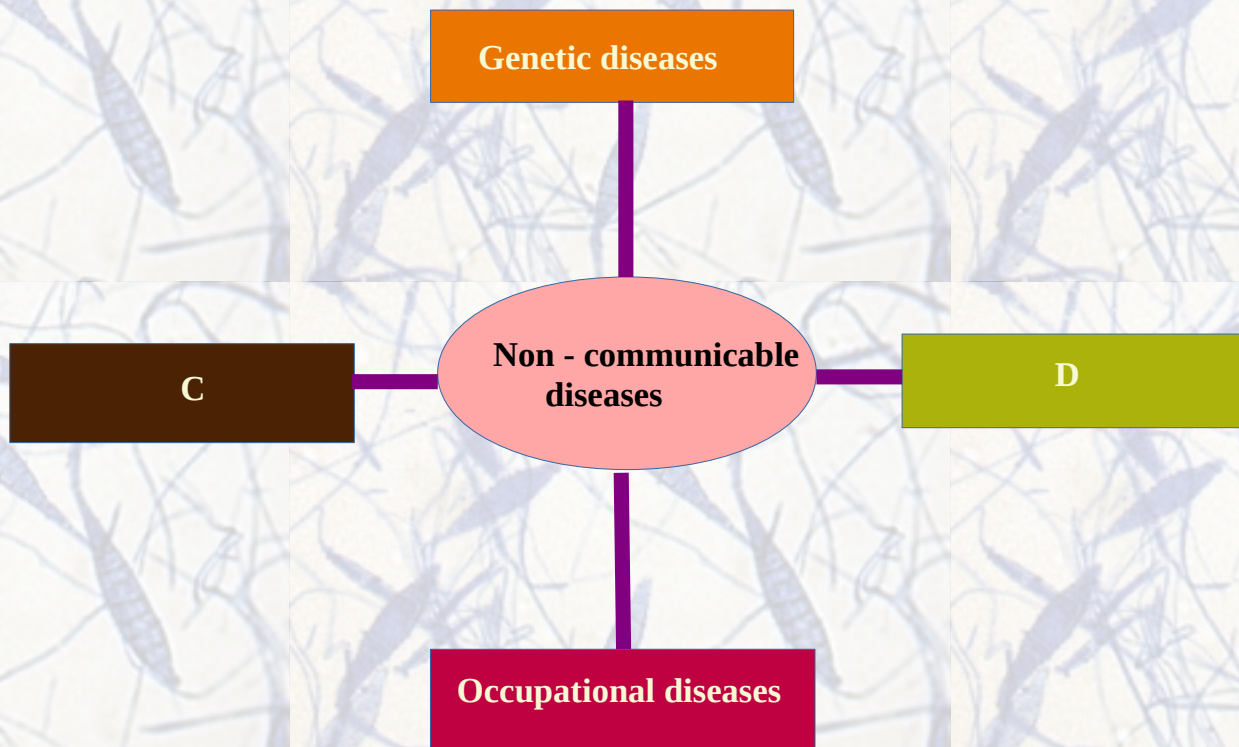 Genetic diseases
Non - communicable
diseases
C
D
Occupational diseases